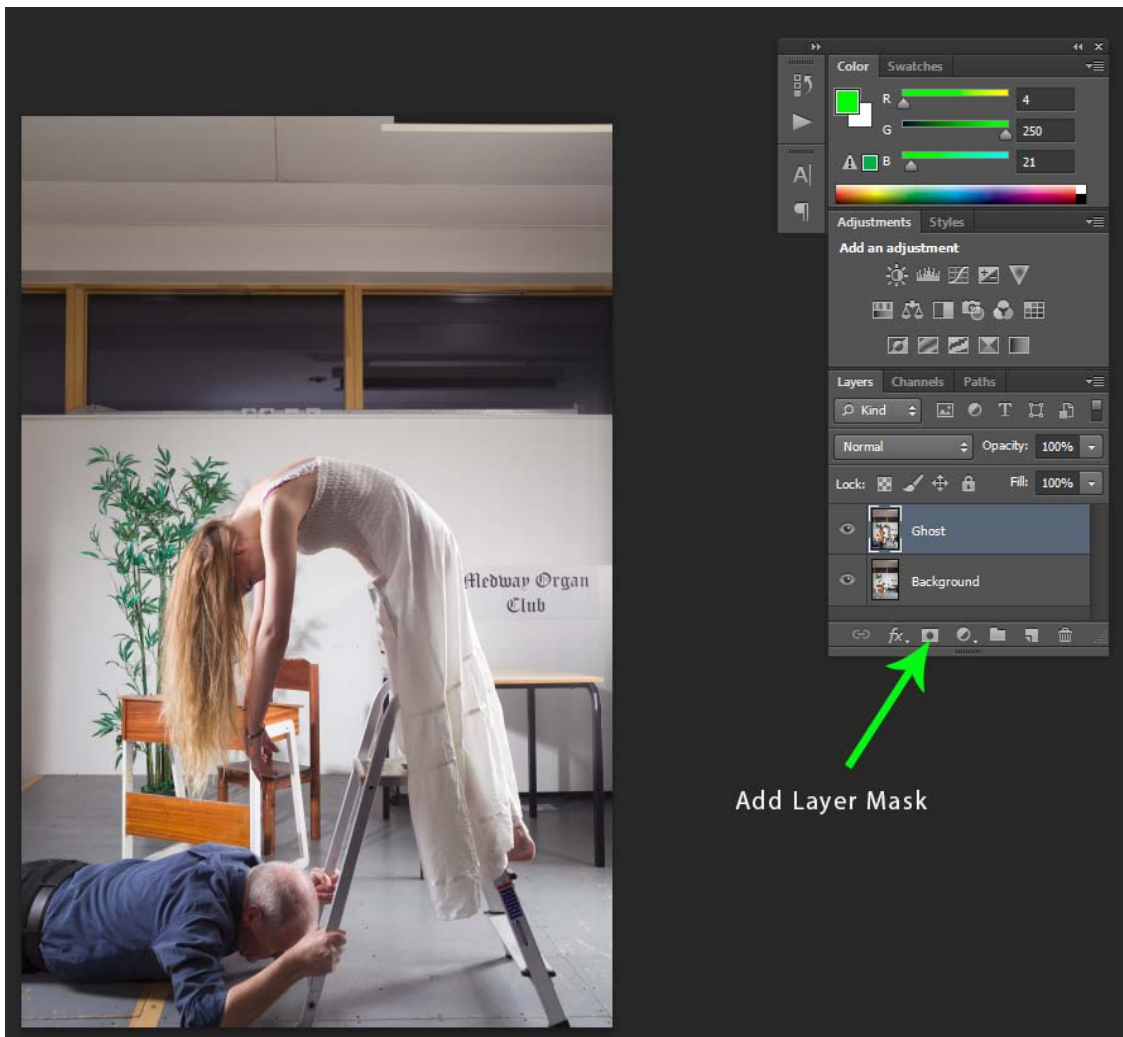 Color Swatches
R 4
G 250
B 21
A
Adjustments Styles
Add an adjustment
Layers Channels Paths
Kind T
Normal Opacity: 100%
Lock: Fill: 100%
Ghost
Background
fx.
Add Layer Mask
Medway Organ
Club